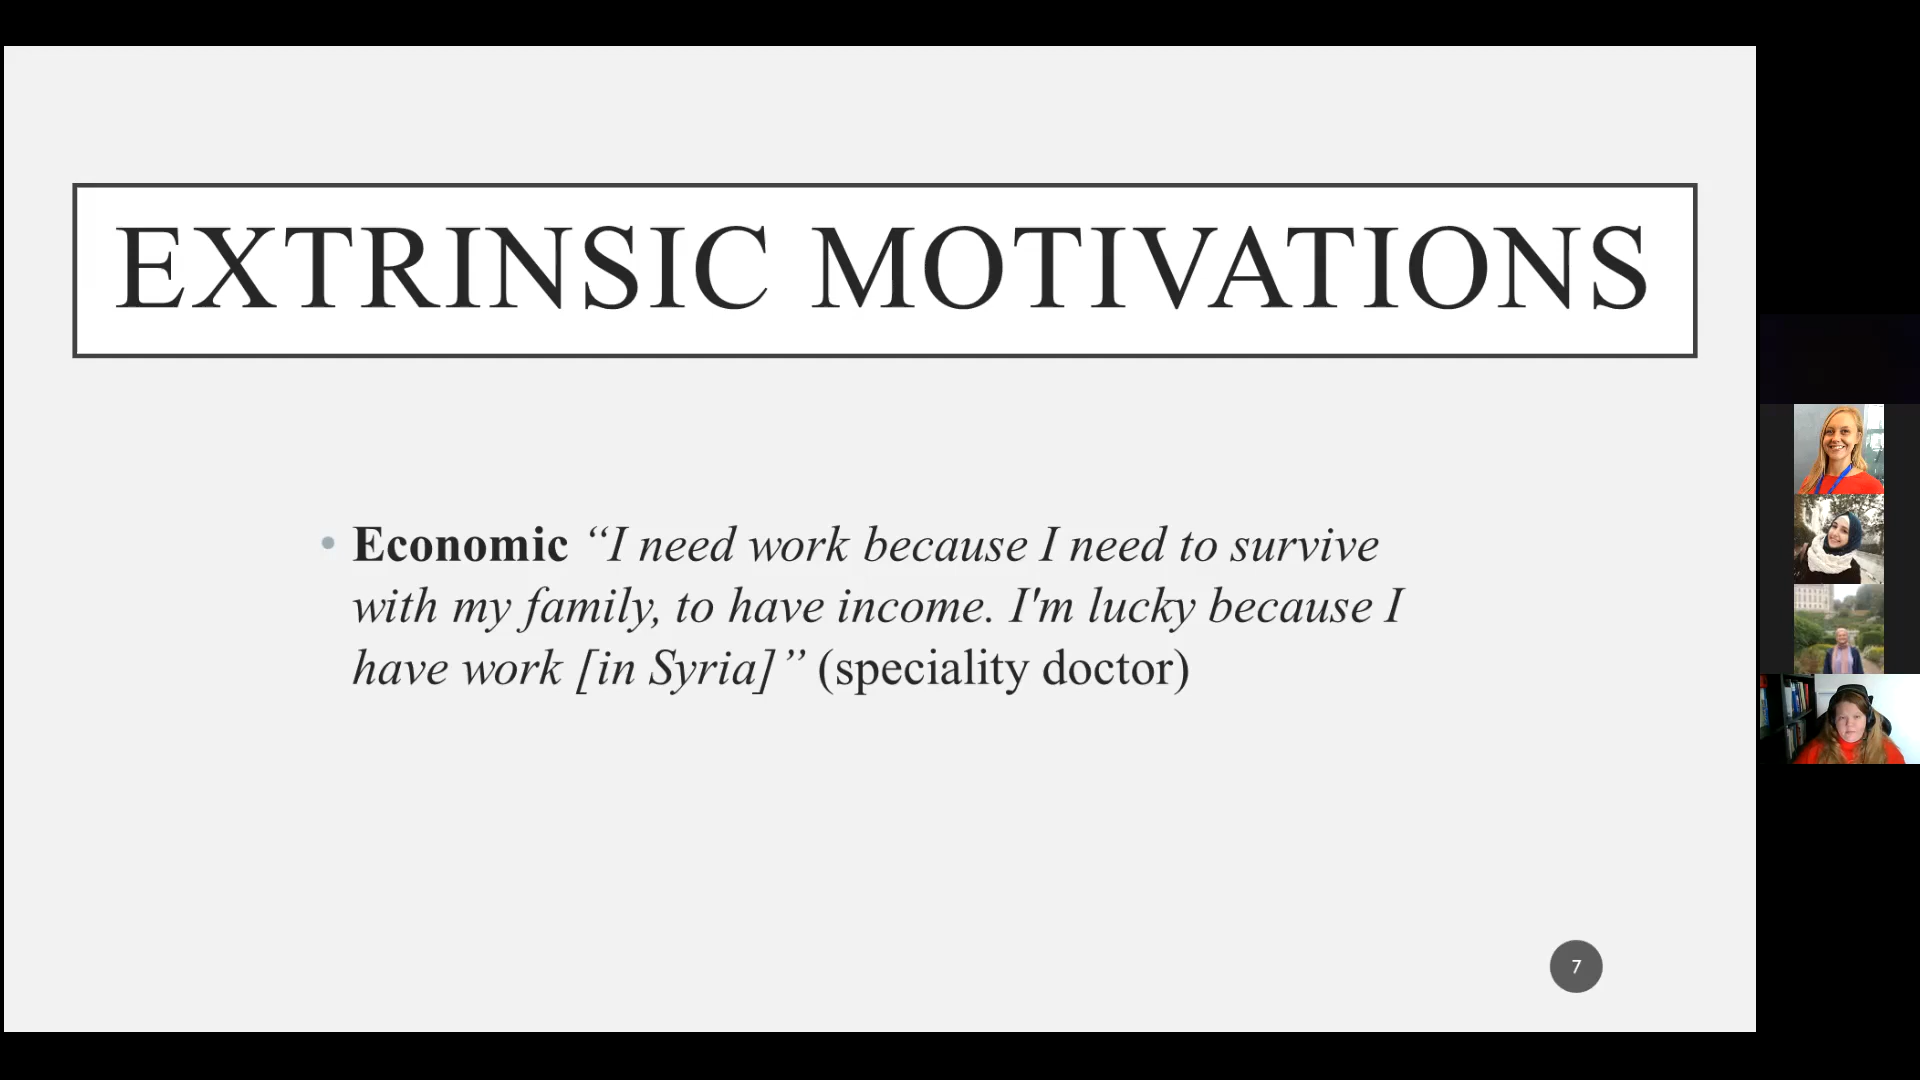 EXTRINSIC MOTIVATIONS
• Economic “I need work because I need to survive
with my family, to have income. I'm lucky because I
have work [in Syria]” (speciality doctor)
7